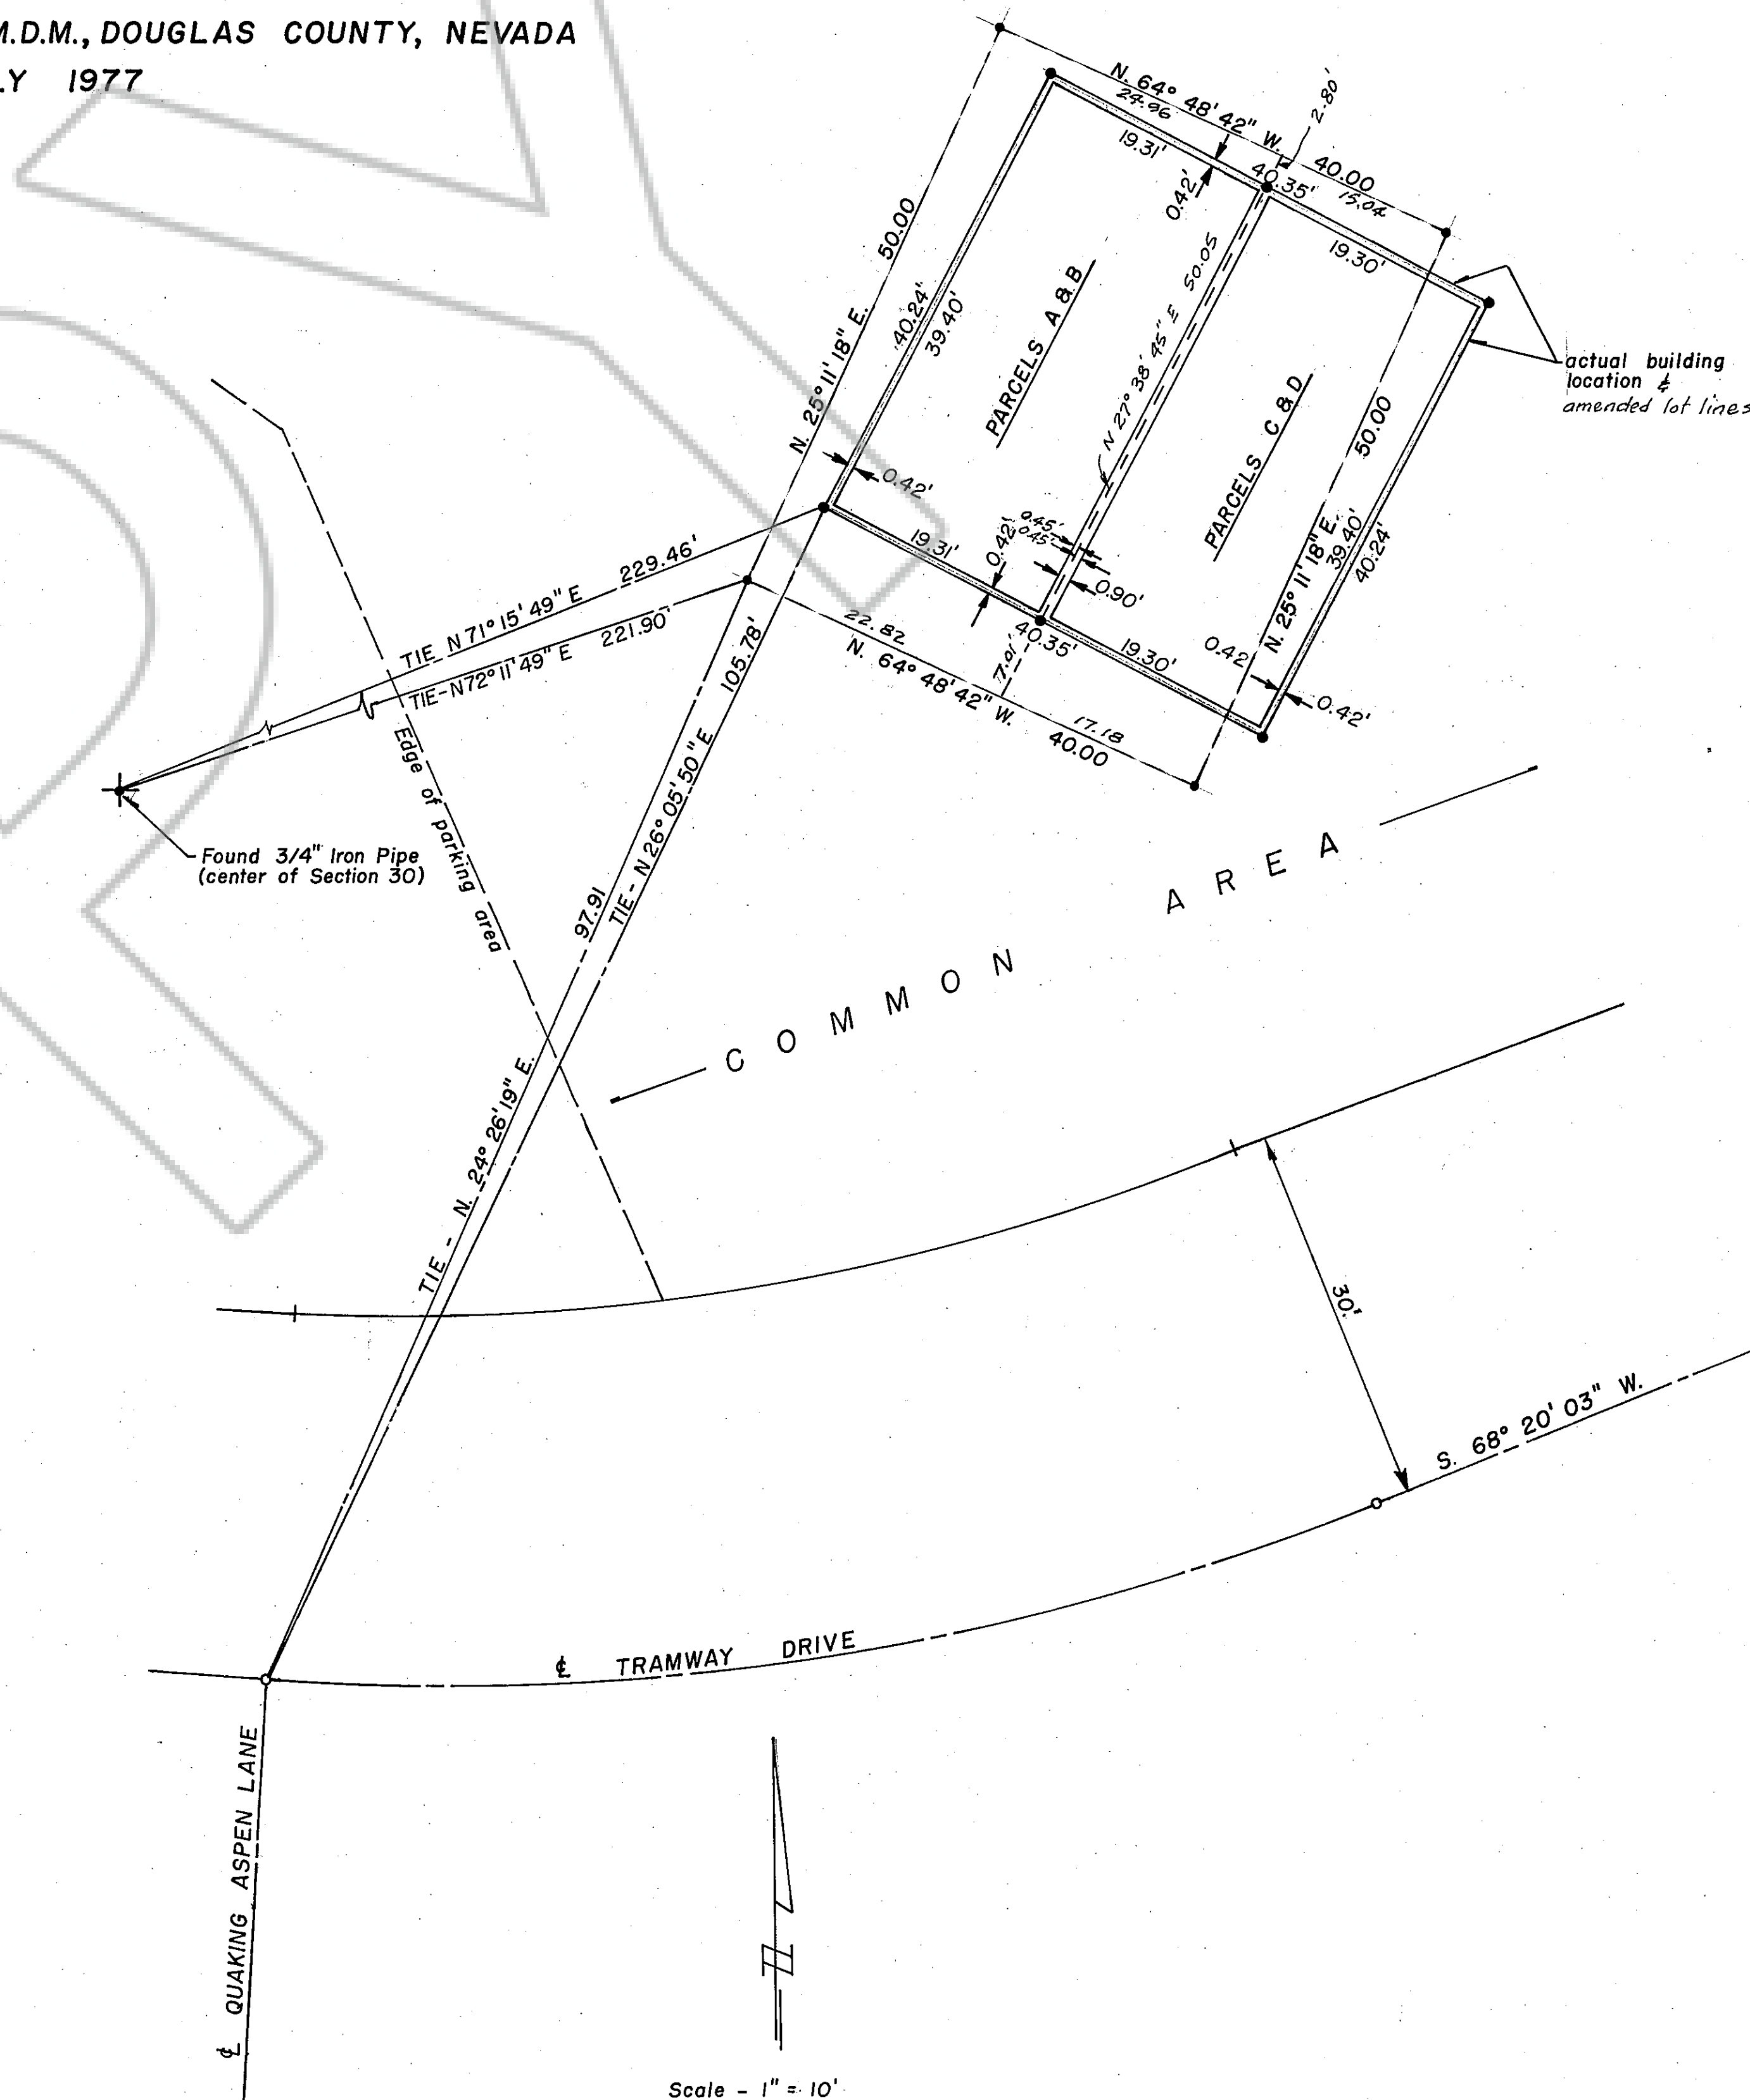 M.D.M., DOUGLAS COUNTY, NEVADA
LY 1977
N. 64° 48' 42" W. 40.00
24.96
15.04
2.80'
19.31'
0.42'
40.35'
19.30'
N. 25° 11' 18" E. 50.00
40.24'
39.40'
PARCELS A & B
N 27° 38' 45" E 50.05
PARCELS C & D
N. 25° 11' 18" E. 50.00
39.40'
40.24'
actual building
location &
amended lot lines
0.42'
19.31'
0.42'
0.45'
0.45'
0.90'
40.35'
19.30'
0.42'
0.42'
22.82
N. 64° 48' 42" W. 40.00
7.01'
17.18
TIE N 71° 15' 49" E 229.46'
TIE-N72° 11' 49" E 221.90'
Edge of parking area
Found 3/4" Iron Pipe
(center of Section 30)
TIE - N. 24° 26' 19" E. 97.91
TIE - N 26° 05' 50" E 105.78'
COMMON AREA
30'
S. 68° 20' 03" W.
℄ TRAMWAY DRIVE
℄ QUAKING ASPEN LANE
Scale - 1" = 10'